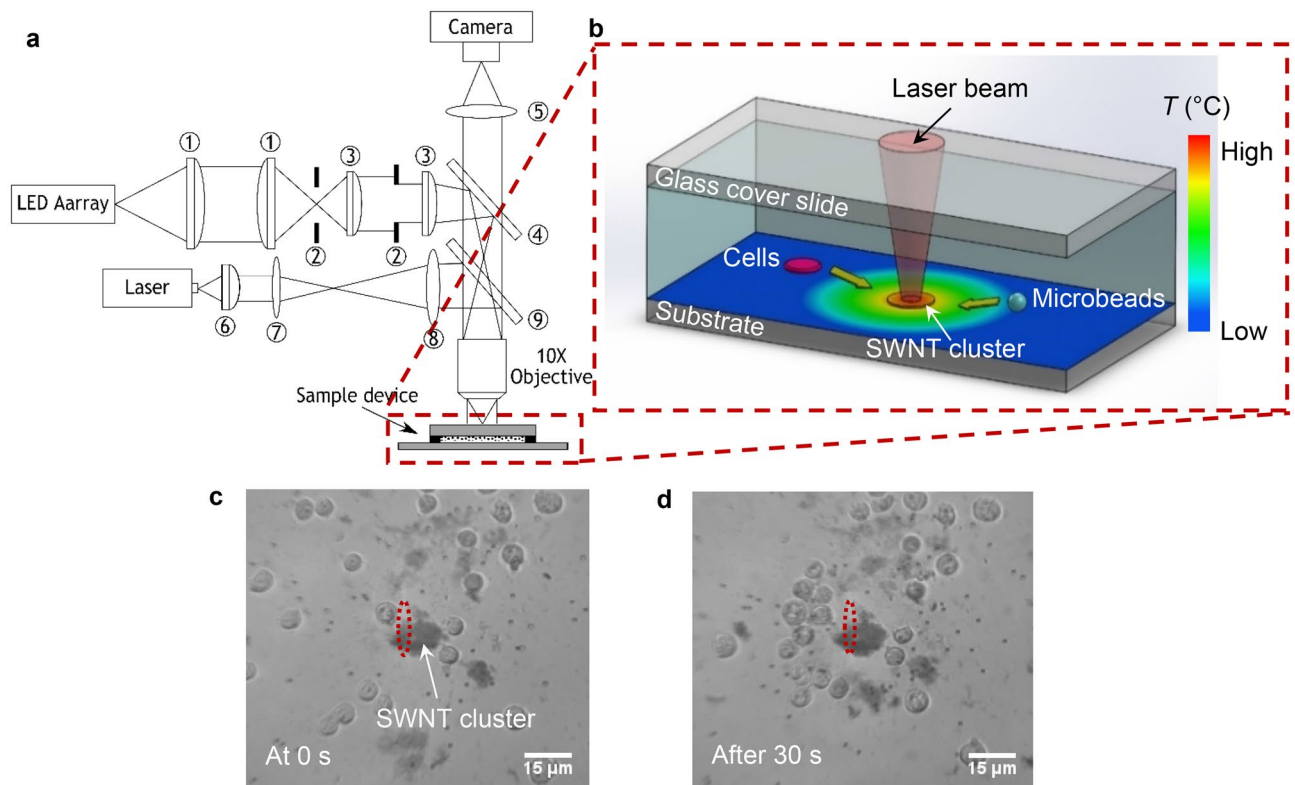 a
Camera
⑤
① ① ③ ③
LED Aarray
② ② ④
Laser
⑥ ⑦ ⑧ ⑨
10X
Objective
Sample device
b
Laser beam
T (°C)
High
Low
Glass cover slide
Cells
Microbeads
Substrate
SWNT cluster
c
SWNT cluster
At 0 s
15 µm
d
After 30 s
15 µm